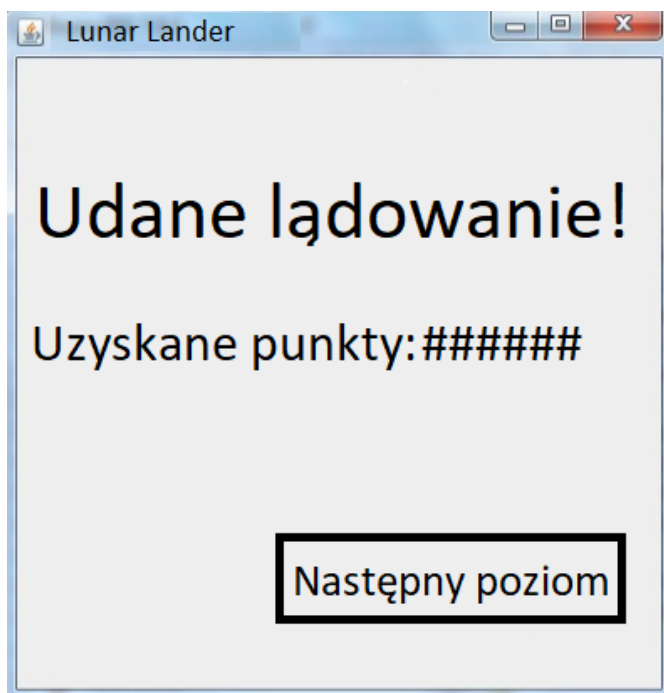 Lunar Lander
Udane lądowanie!
Uzyskane punkty:######
Następny poziom